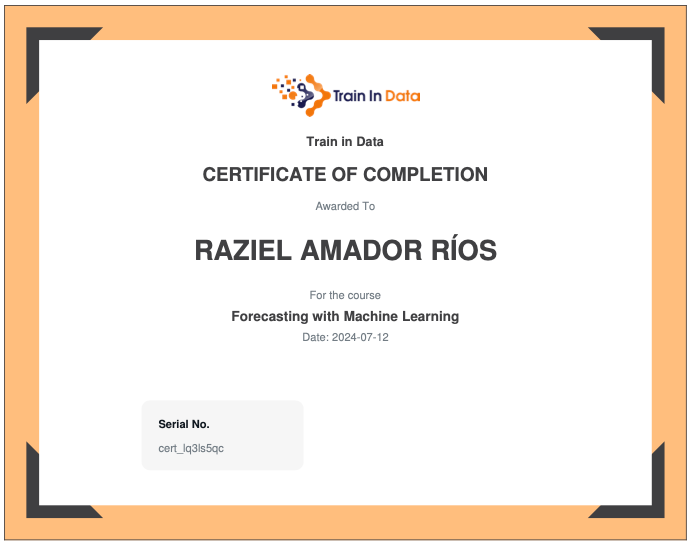 Train In Data
Train in Data
CERTIFICATE OF COMPLETION
Awarded To
RAZIEL AMADOR RÍOS
For the course
Forecasting with Machine Learning
Date: 2024-07-12
Serial No.
cert_lq3ls5qc